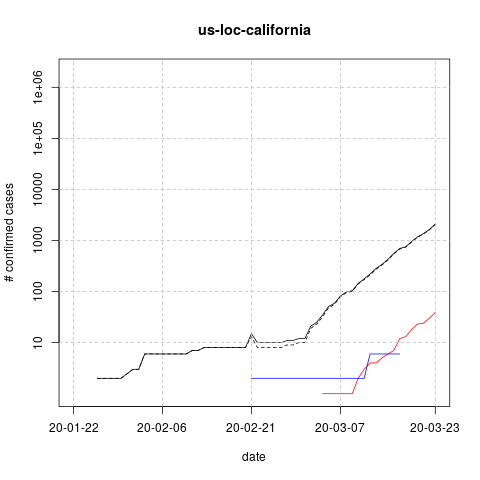 us-loc-california
# confirmed cases
1e+06
1e+05
10000
1000
100
10
20-01-22
20-02-06
20-02-21
20-03-07
20-03-23
date